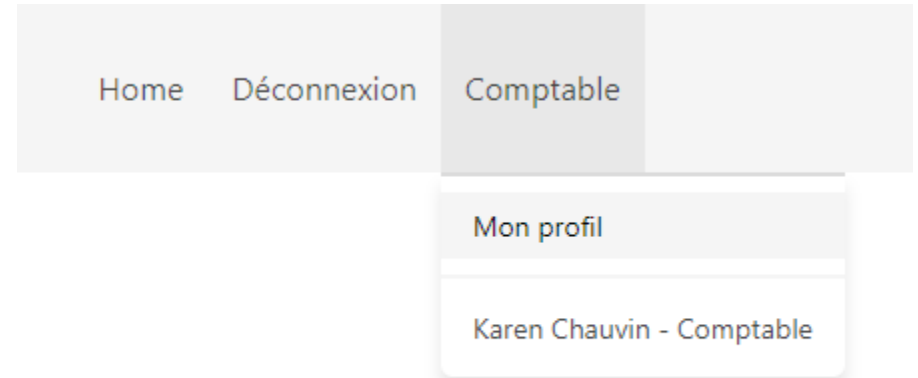 Home Déconnexion Comptable
Mon profil
Karen Chauvin - Comptable